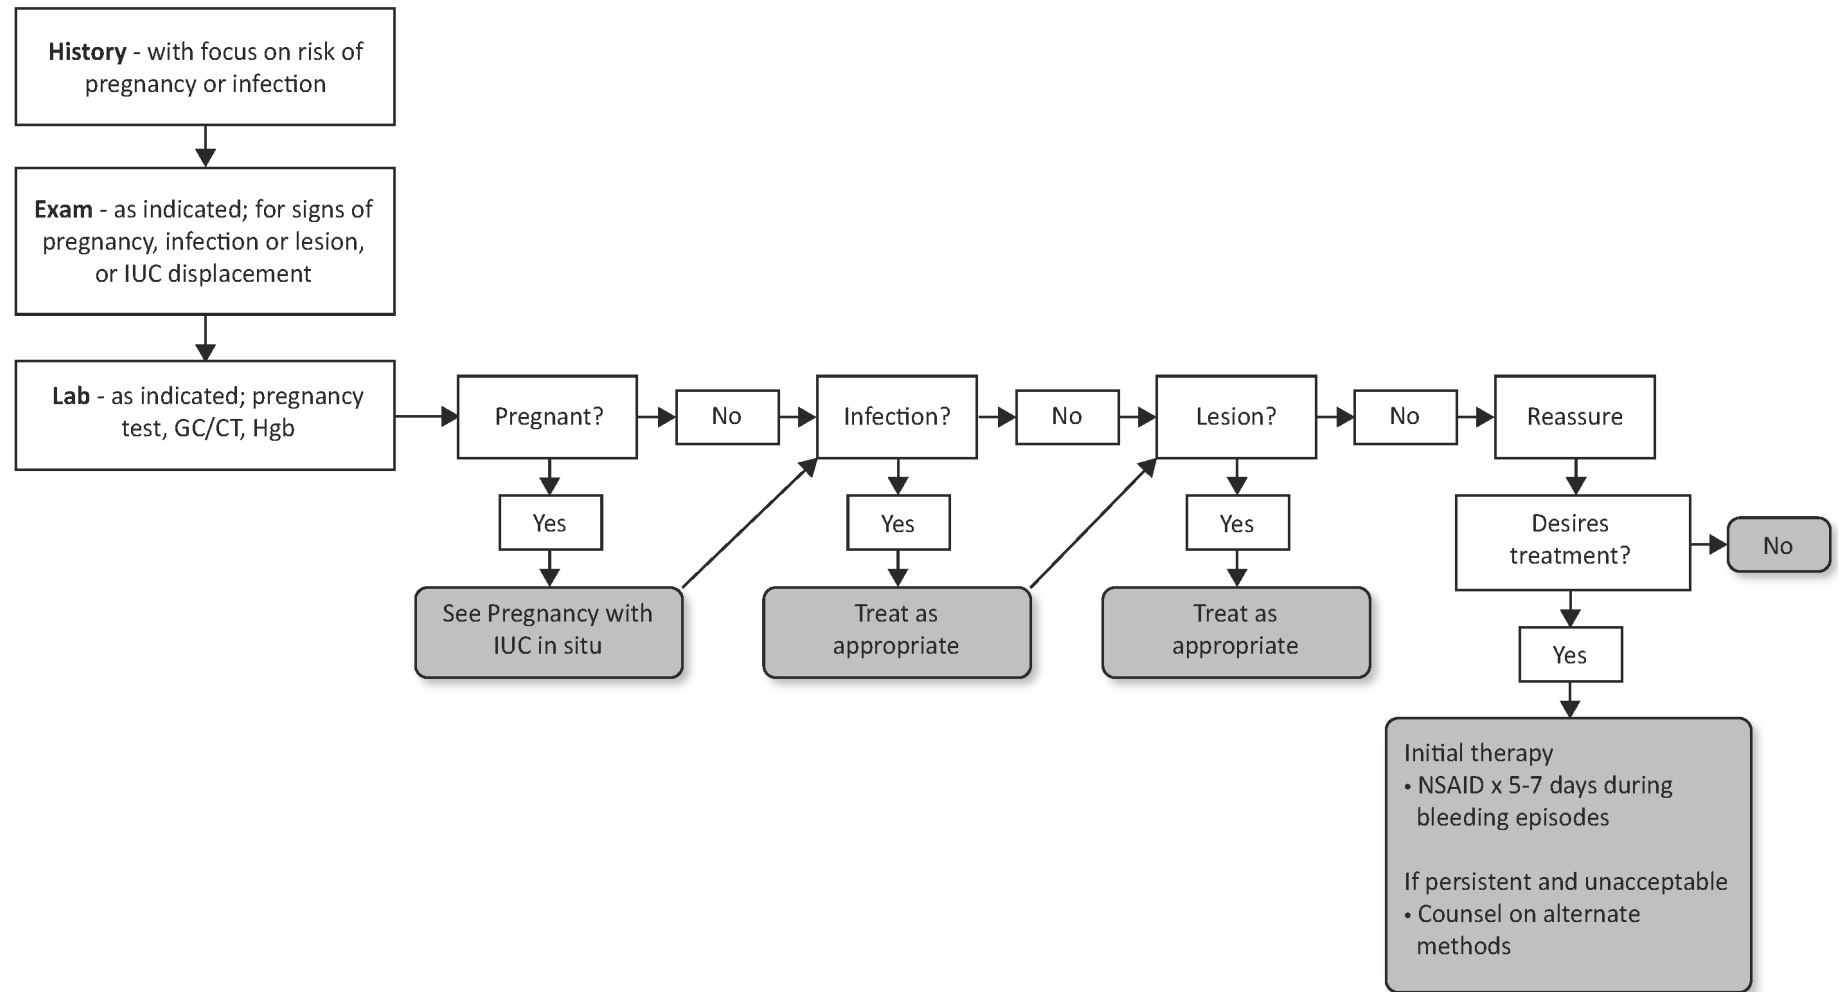 History - with focus on risk of
pregnancy or infection
Exam - as indicated; for signs of
pregnancy, infection or lesion,
or IUC displacement
Lab - as indicated; pregnancy
test, GC/CT, Hgb
Pregnant?
No
Infection?
No
Lesion?
No
Reassure
Yes
Yes
Yes
Desires
treatment?
No
See Pregnancy with
IUC in situ
Treat as
appropriate
Treat as
appropriate
Yes
Initial therapy
• NSAID x 5-7 days during
bleeding episodes
If persistent and unacceptable
• Counsel on alternate
methods